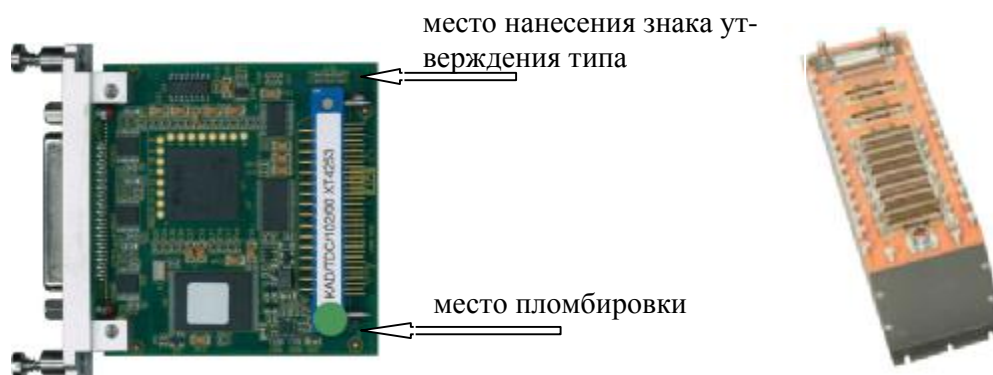 место нанесения знака ут-
верждения типа
KAD/TDC/102/00 XT4253
место пломбировки